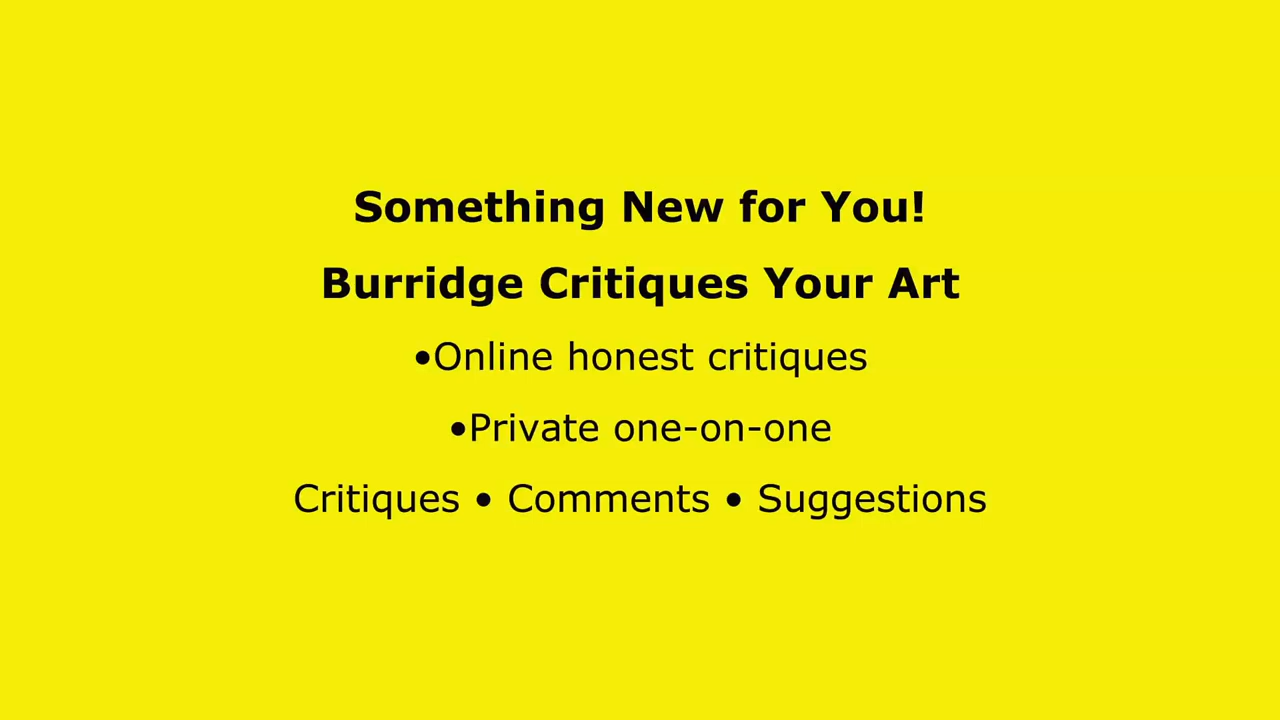 Something New for You!
Burridge Critiques Your Art
•Online honest critiques
•Private one-on-one
Critiques • Comments • Suggestions